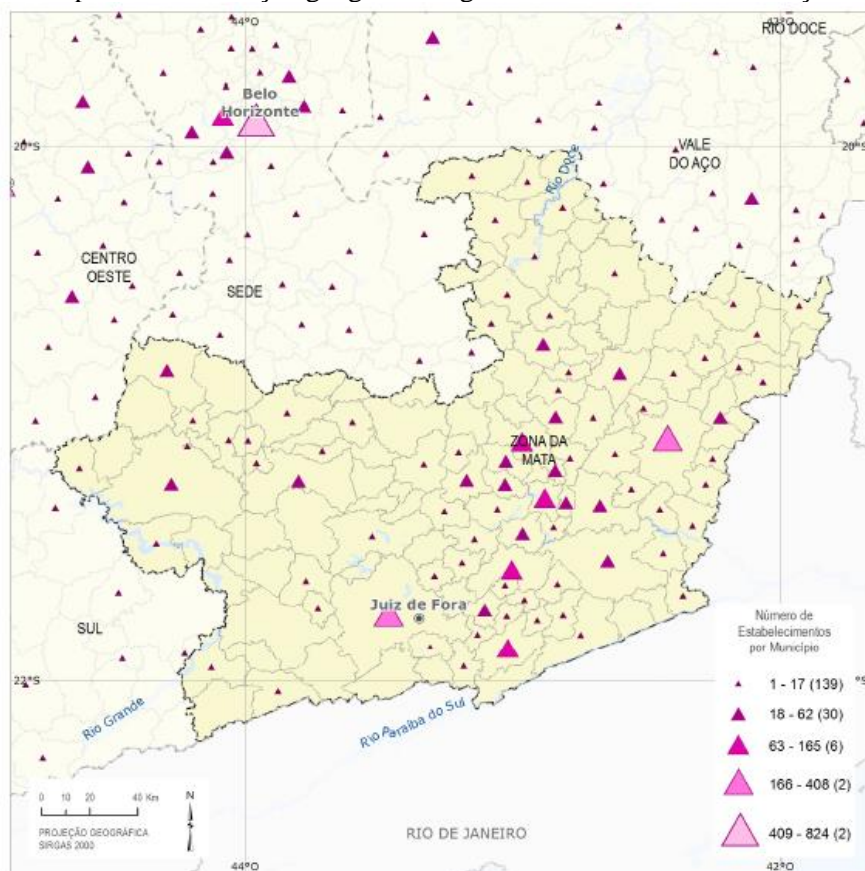 44°O
42°O
RIO DOCE
Belo
Horizonte
20°S
20°S
VALE
DO AÇO
Rio Doce
CENTRO
OESTE
SEDE
ZONA DA
MATA
SUL
Juiz de Fora
22°S
°S
Rio Grande
Rio Paraíba do Sul
Número de
Estabelecimentos
por Município
1 - 17 (139)
18 - 62 (30)
63 - 165 (6)
166 - 408 (2)
409 - 824 (2)
0 10 20 40 Km
N
PROJEÇÃO GEOGRÁFICA
SIRGAS 2000
RIO DE JANEIRO
44°O
42°O